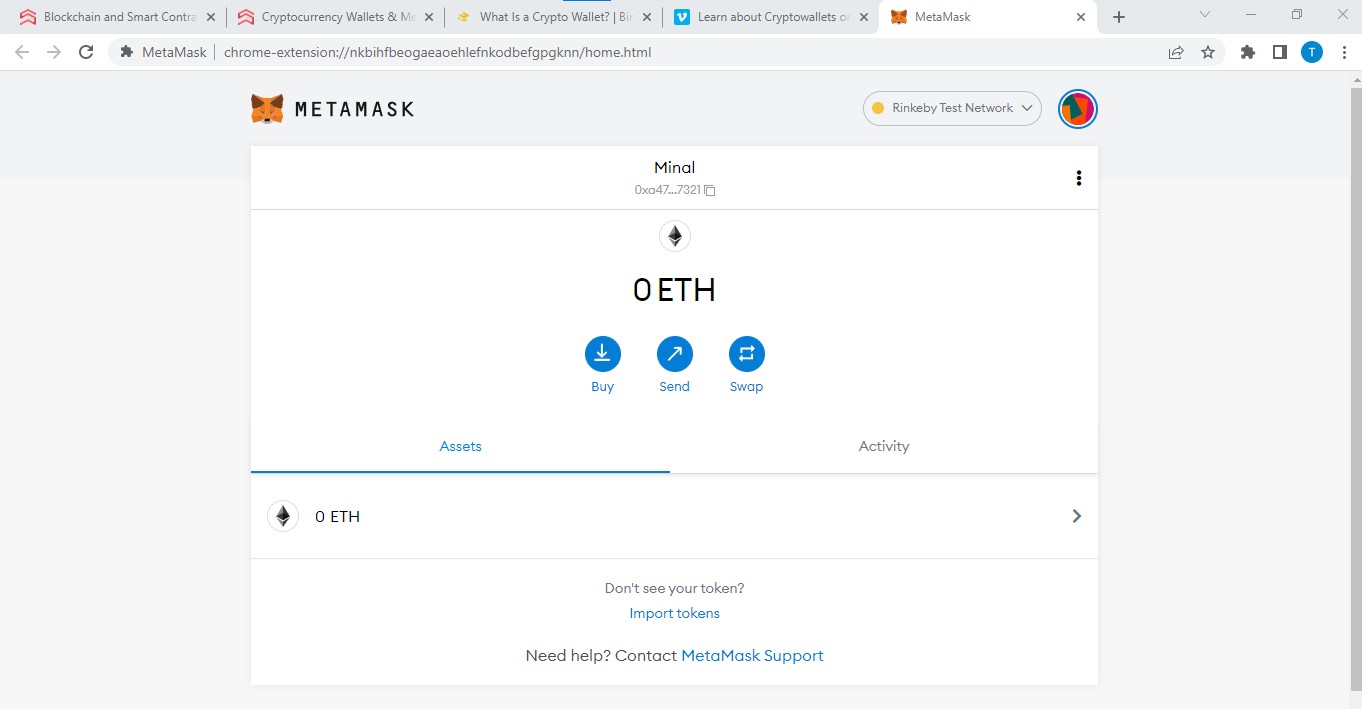 Blockchain and Smart Contra
Cryptocurrency Wallets & Me
What Is a Crypto Wallet? | Bin
Learn about Cryptowallets or
MetaMask
MetaMask
chrome-extension://nkbihfbeogaeaoehlefnkodbefgpgknn/home.html
T
METAMASK
Rinkeby Test Network
Minal
0xa47...7321
0 ETH
Buy
Send
Swap
Assets
Activity
0 ETH
Don't see your token?
Import tokens
Need help? Contact MetaMask Support